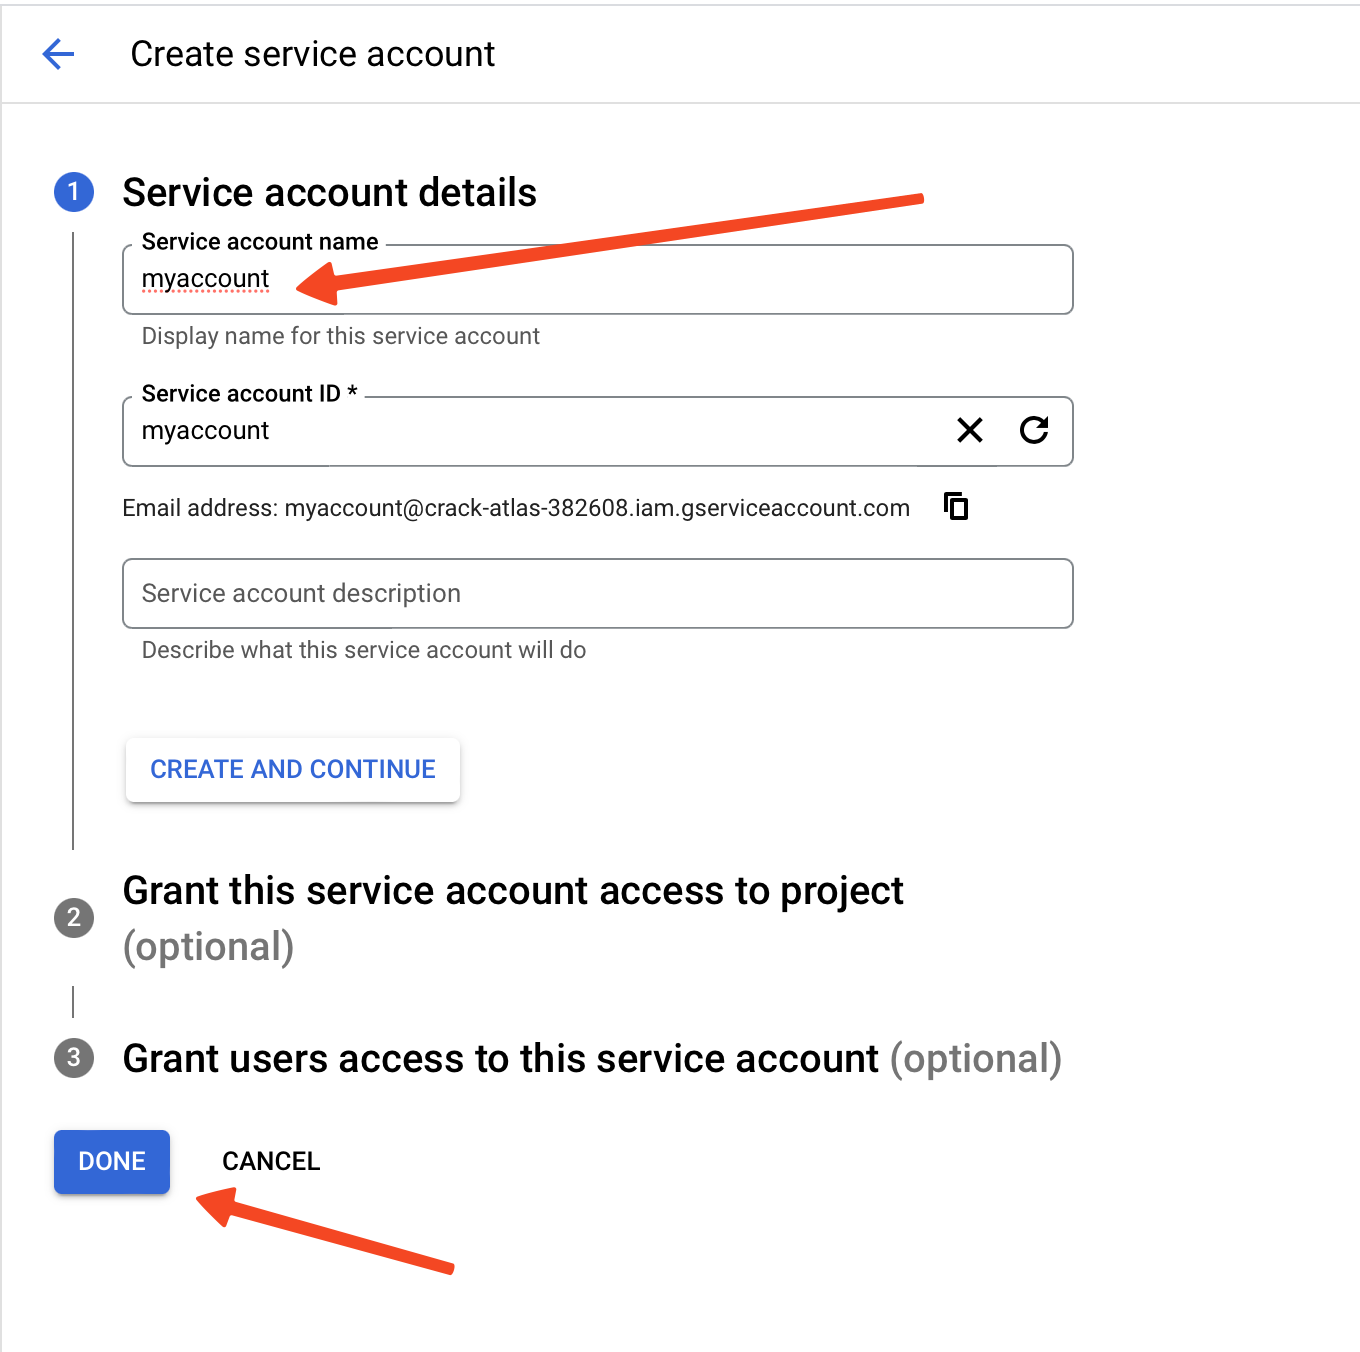 Create service account
1 Service account details
Service account name
myaccount
Display name for this service account
Service account ID *
myaccount
Email address: myaccount@crack-atlas-382608.iam.gserviceaccount.com
Service account description
Describe what this service account will do
CREATE AND CONTINUE
2 Grant this service account access to project
(optional)
3 Grant users access to this service account (optional)
DONE CANCEL